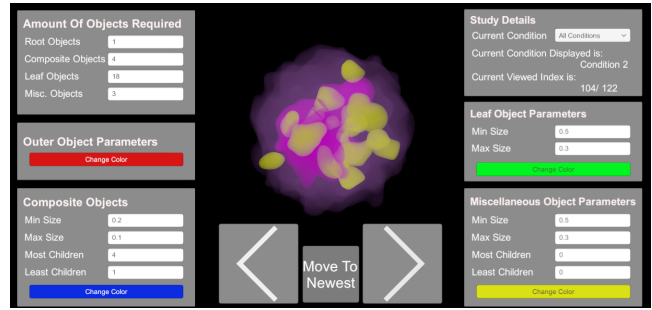 Amount Of Objects Required
Root Objects 1
Composite Objects 4
Leaf Objects 18
Misc. Objects 3
Outer Object Parameters
Change Color
Composite Objects
Min Size 0.2
Max Size 0.1
Most Children 4
Least Children 1
Change Color
Move To
Newest
Study Details
Current Condition All Conditions
Current Condition Displayed is:
Condition 2
Current Viewed Index is:
104/ 122
Leaf Object Parameters
Min Size 0.5
Max Size 0.3
Change Color
Miscellaneous Object Parameters
Min Size 0.5
Max Size 0.3
Most Children 0
Least Children 0
Change Color